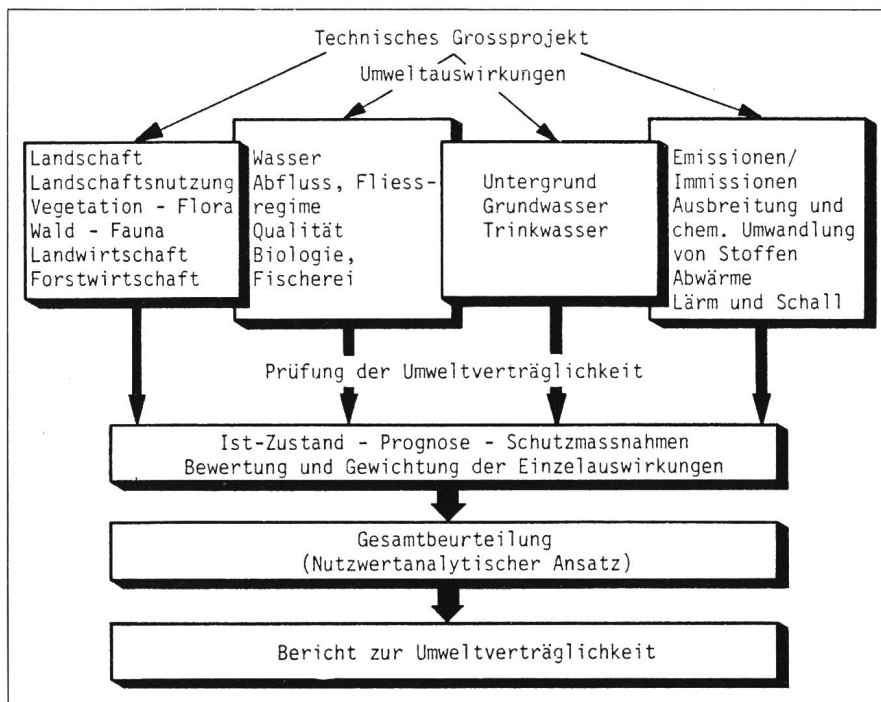 Technisches Grossprojekt
Umweltauswirkungen
Landschaft
Landschaftsnutzung
Vegetation - Flora
Wald - Fauna
Landwirtschaft
Forstwirtschaft
Wasser
Abfluss, Fliess-
regime
Qualität
Biologie,
Fischerei
Untergrund
Grundwasser
Trinkwasser
Emissionen/
Immissionen
Ausbreitung und
chem. Umwandlung
von Stoffen
Abwärme
Lärm und Schall
Prüfung der Umweltverträglichkeit
Ist-Zustand - Prognose - Schutzmassnahmen
Bewertung und Gewichtung der Einzelauswirkungen
Gesamtbeurteilung
(Nutzwertanalytischer Ansatz)
Bericht zur Umweltverträglichkeit